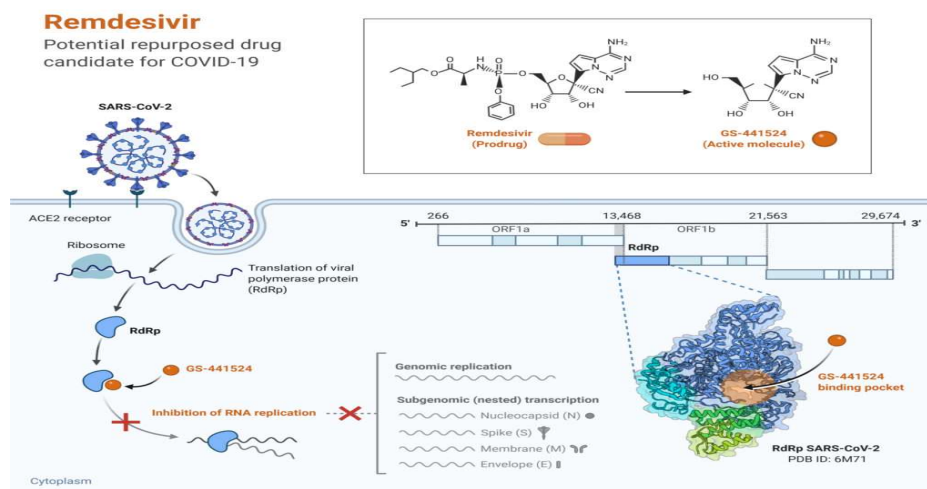 Remdesivir
Potential repurposed drug
candidate for COVID-19
SARS-CoV-2
ACE2 receptor
Ribosome
Translation of viral
polymerase protein
(RdRp)
RdRp
GS-441524
Inhibition of RNA replication
Cytoplasm
NH₂
N
N
N
O
O
H
N
O
P
O
O
O
CN
HO
OH
Remdesivir
(Prodrug)
NH₂
N
N
N
HO
CN
HO
OH
GS-441524
(Active molecule)
266
13,468
21,563
29,674
5'
3'
ORF1a
ORF1b
RdRp
Genomic replication
Subgenomic (nested) transcription
Nucleocapsid (N)
Spike (S)
Membrane (M)
Envelope (E)
GS-441524
binding pocket
RdRp SARS-CoV-2
PDB ID: 6M71